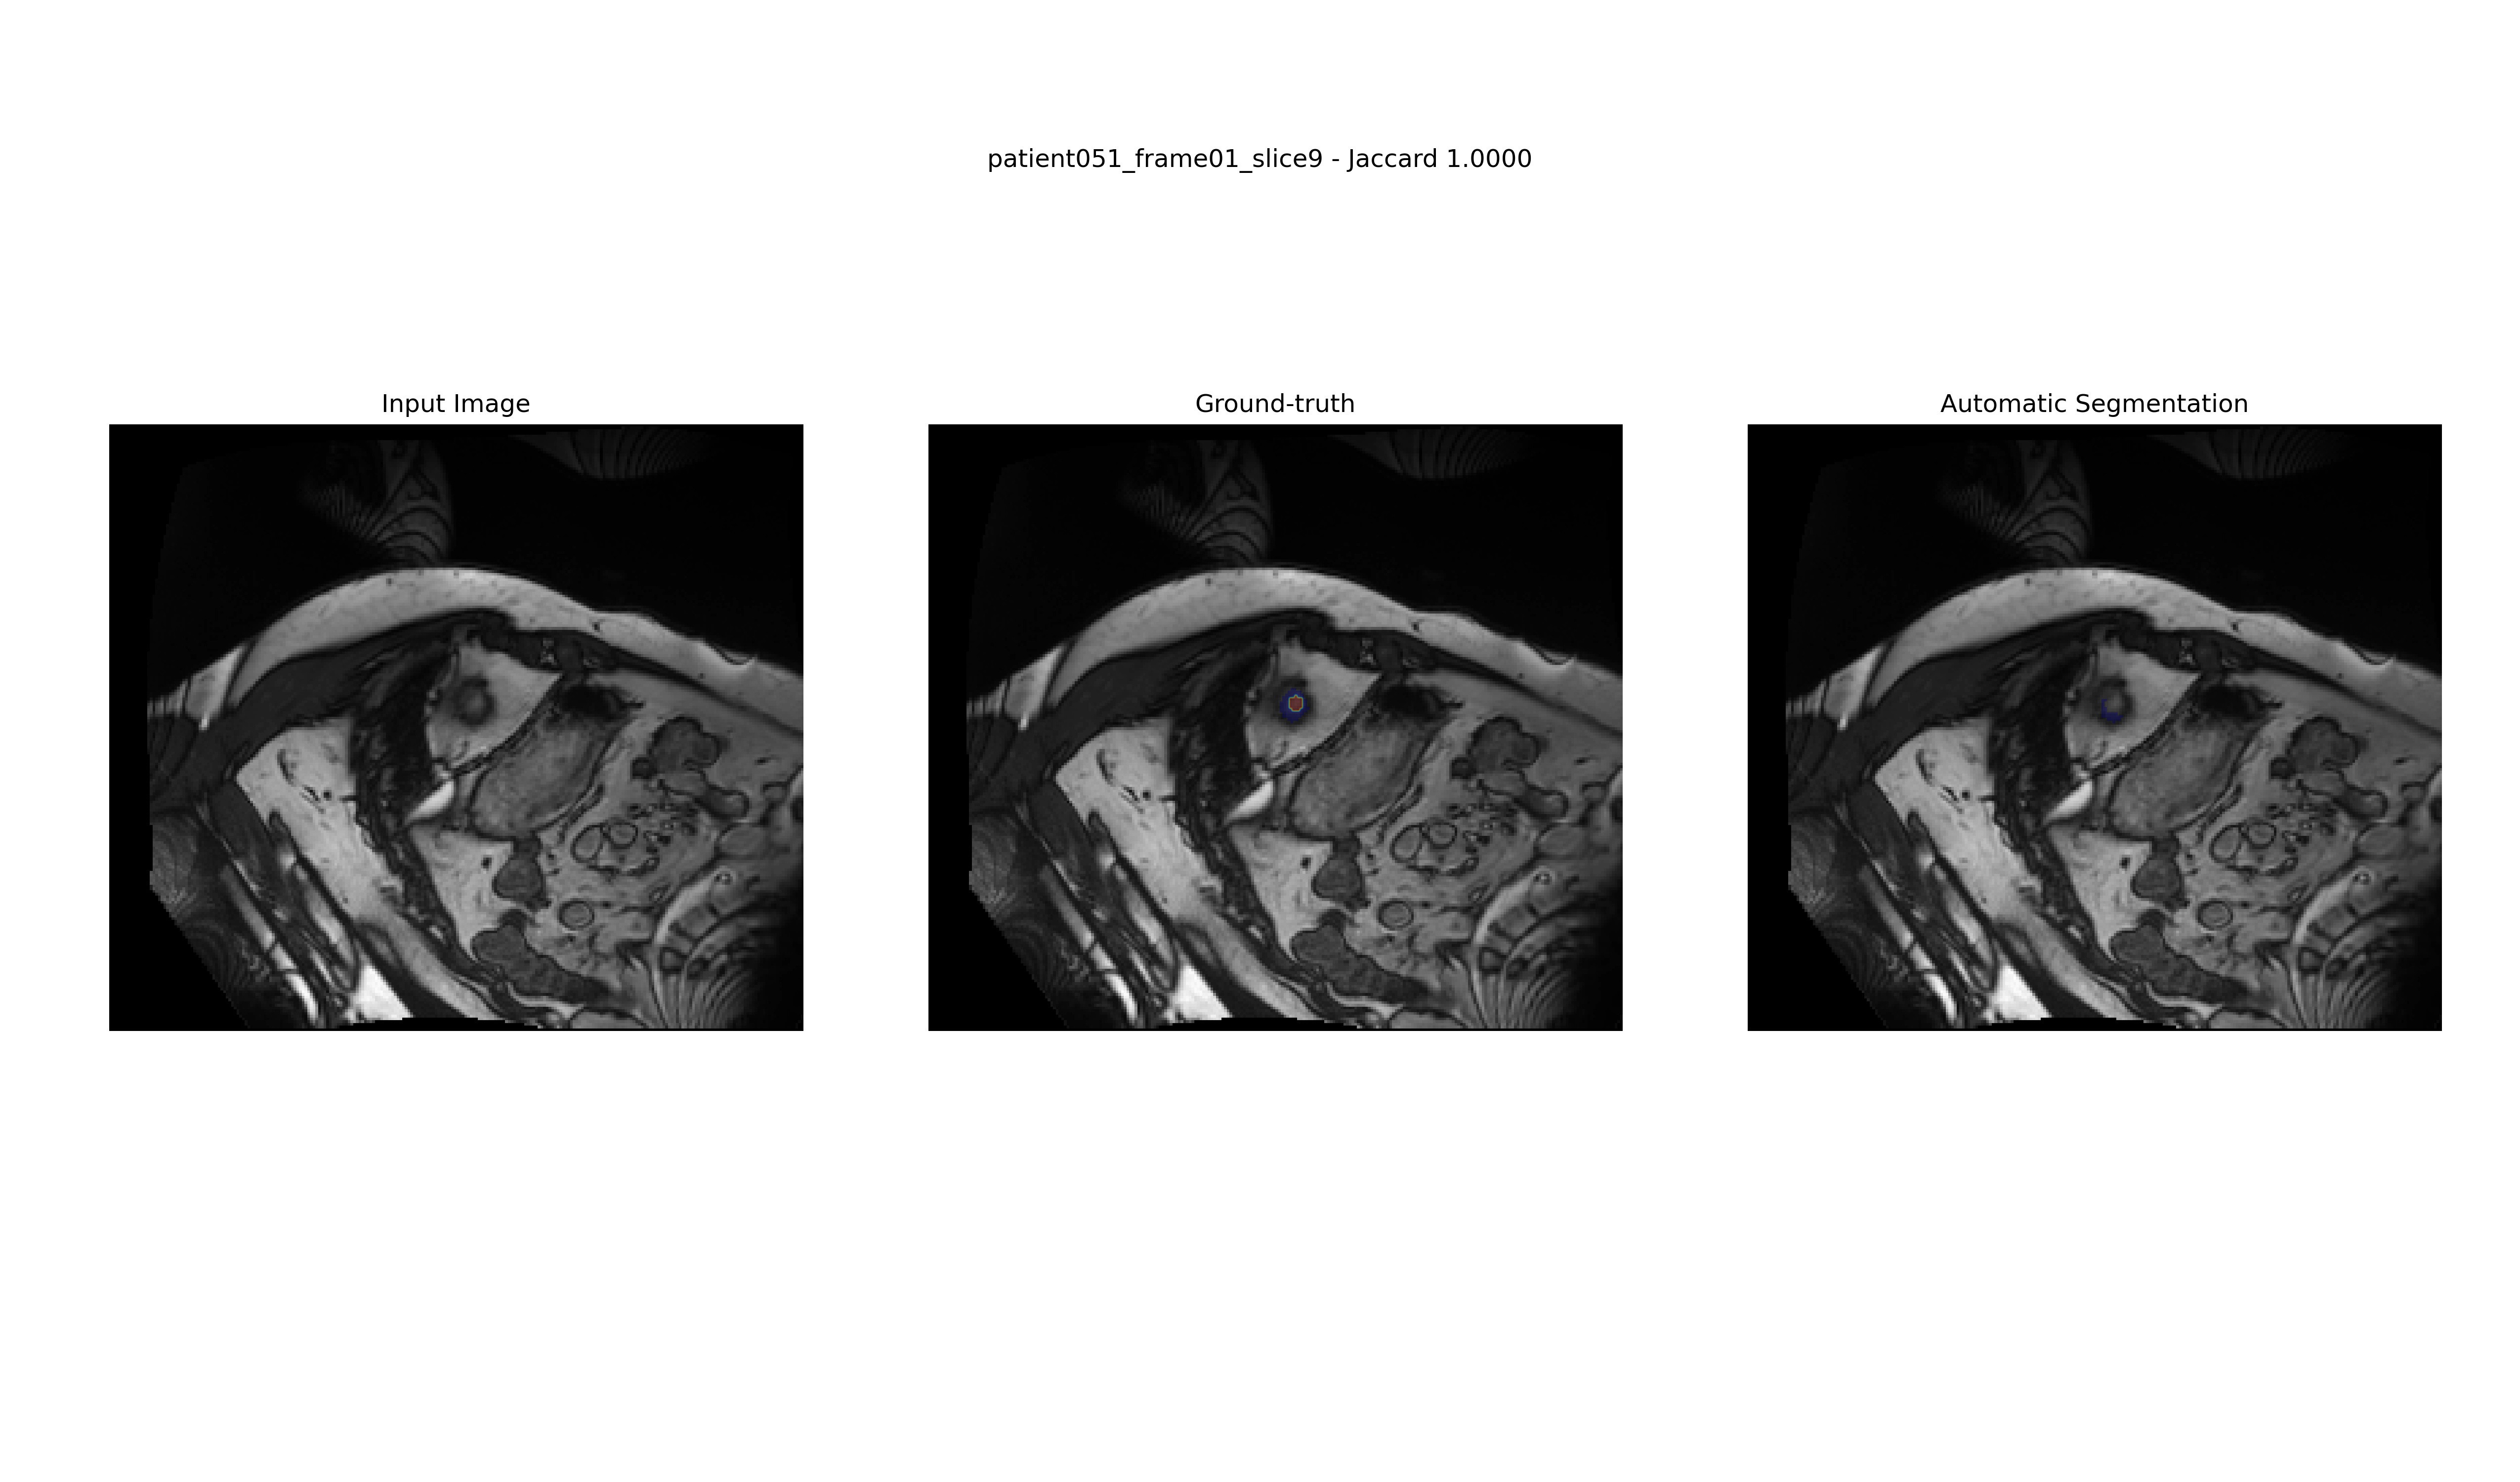 patient051_frame01_slice9 - Jaccard 1.0000
Input Image
Ground-truth
Automatic Segmentation